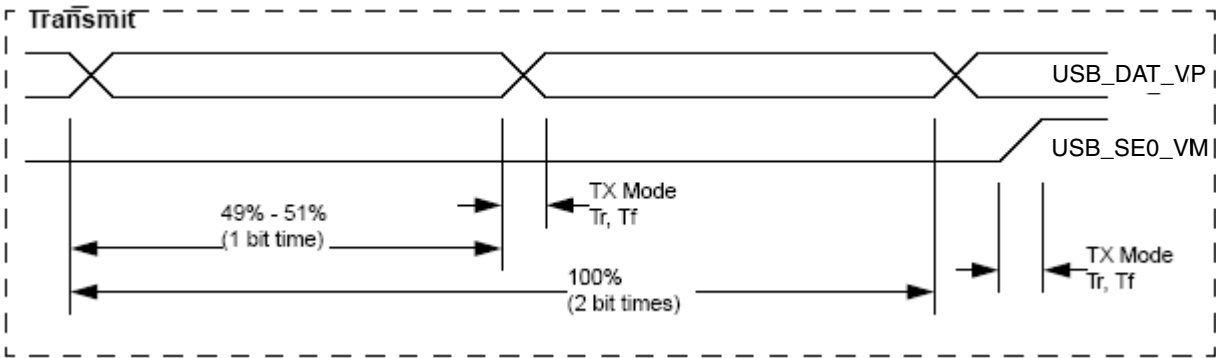 Transmit
USB_DAT_VP
USB_SE0_VM
TX Mode
Tr, Tf
49% - 51%
(1 bit time)
TX Mode
Tr, Tf
100%
(2 bit times)